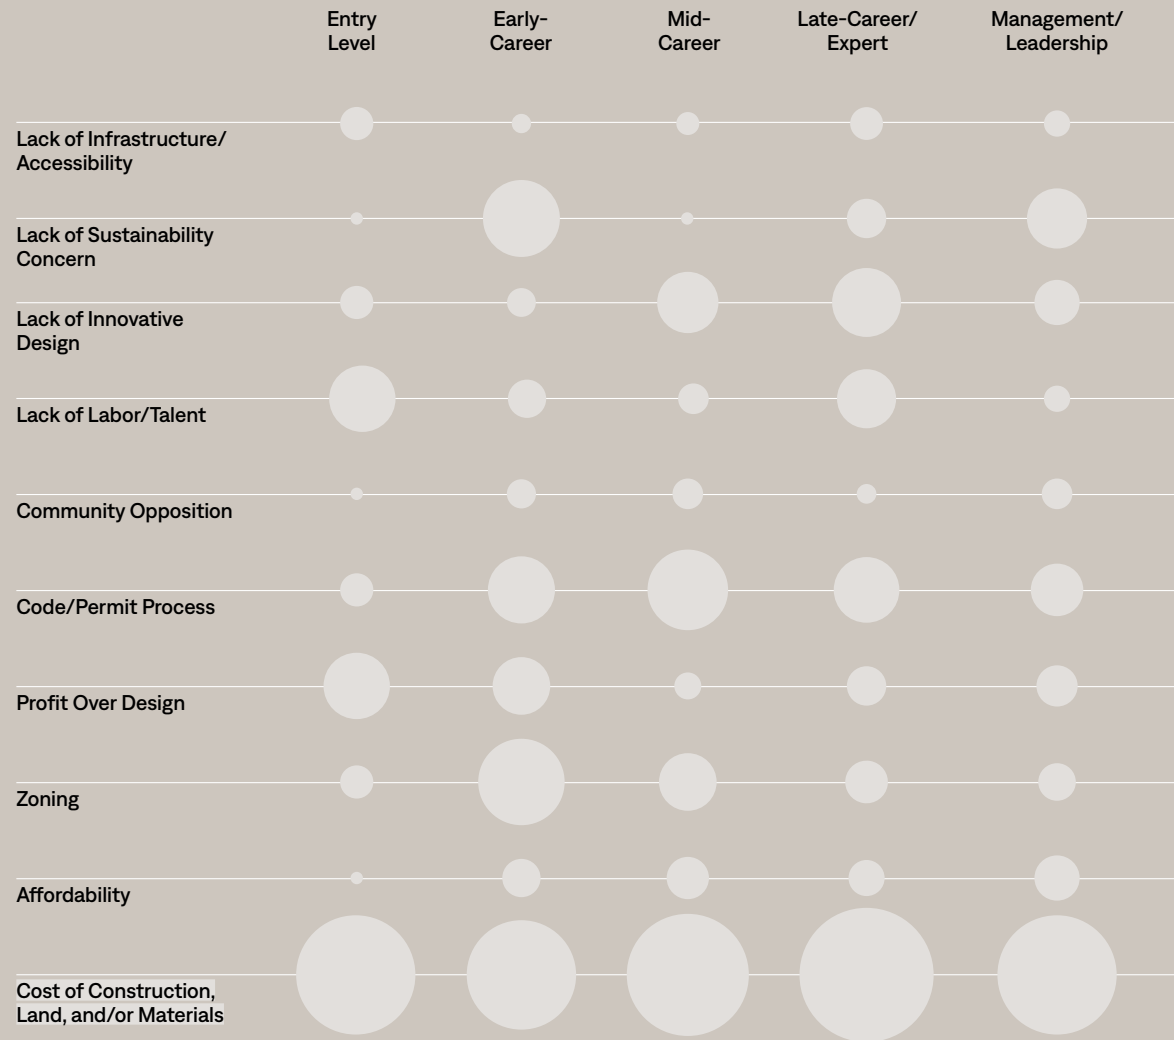 Entry
Level
Early-
Career
Mid-
Career
Late-Career/
Expert
Management/
Leadership
Lack of Infrastructure/
Accessibility
Lack of Sustainability
Concern
Lack of Innovative
Design
Lack of Labor/Talent
Community Opposition
Code/Permit Process
Profit Over Design
Zoning
Affordability
Cost of Construction,
Land, and/or Materials